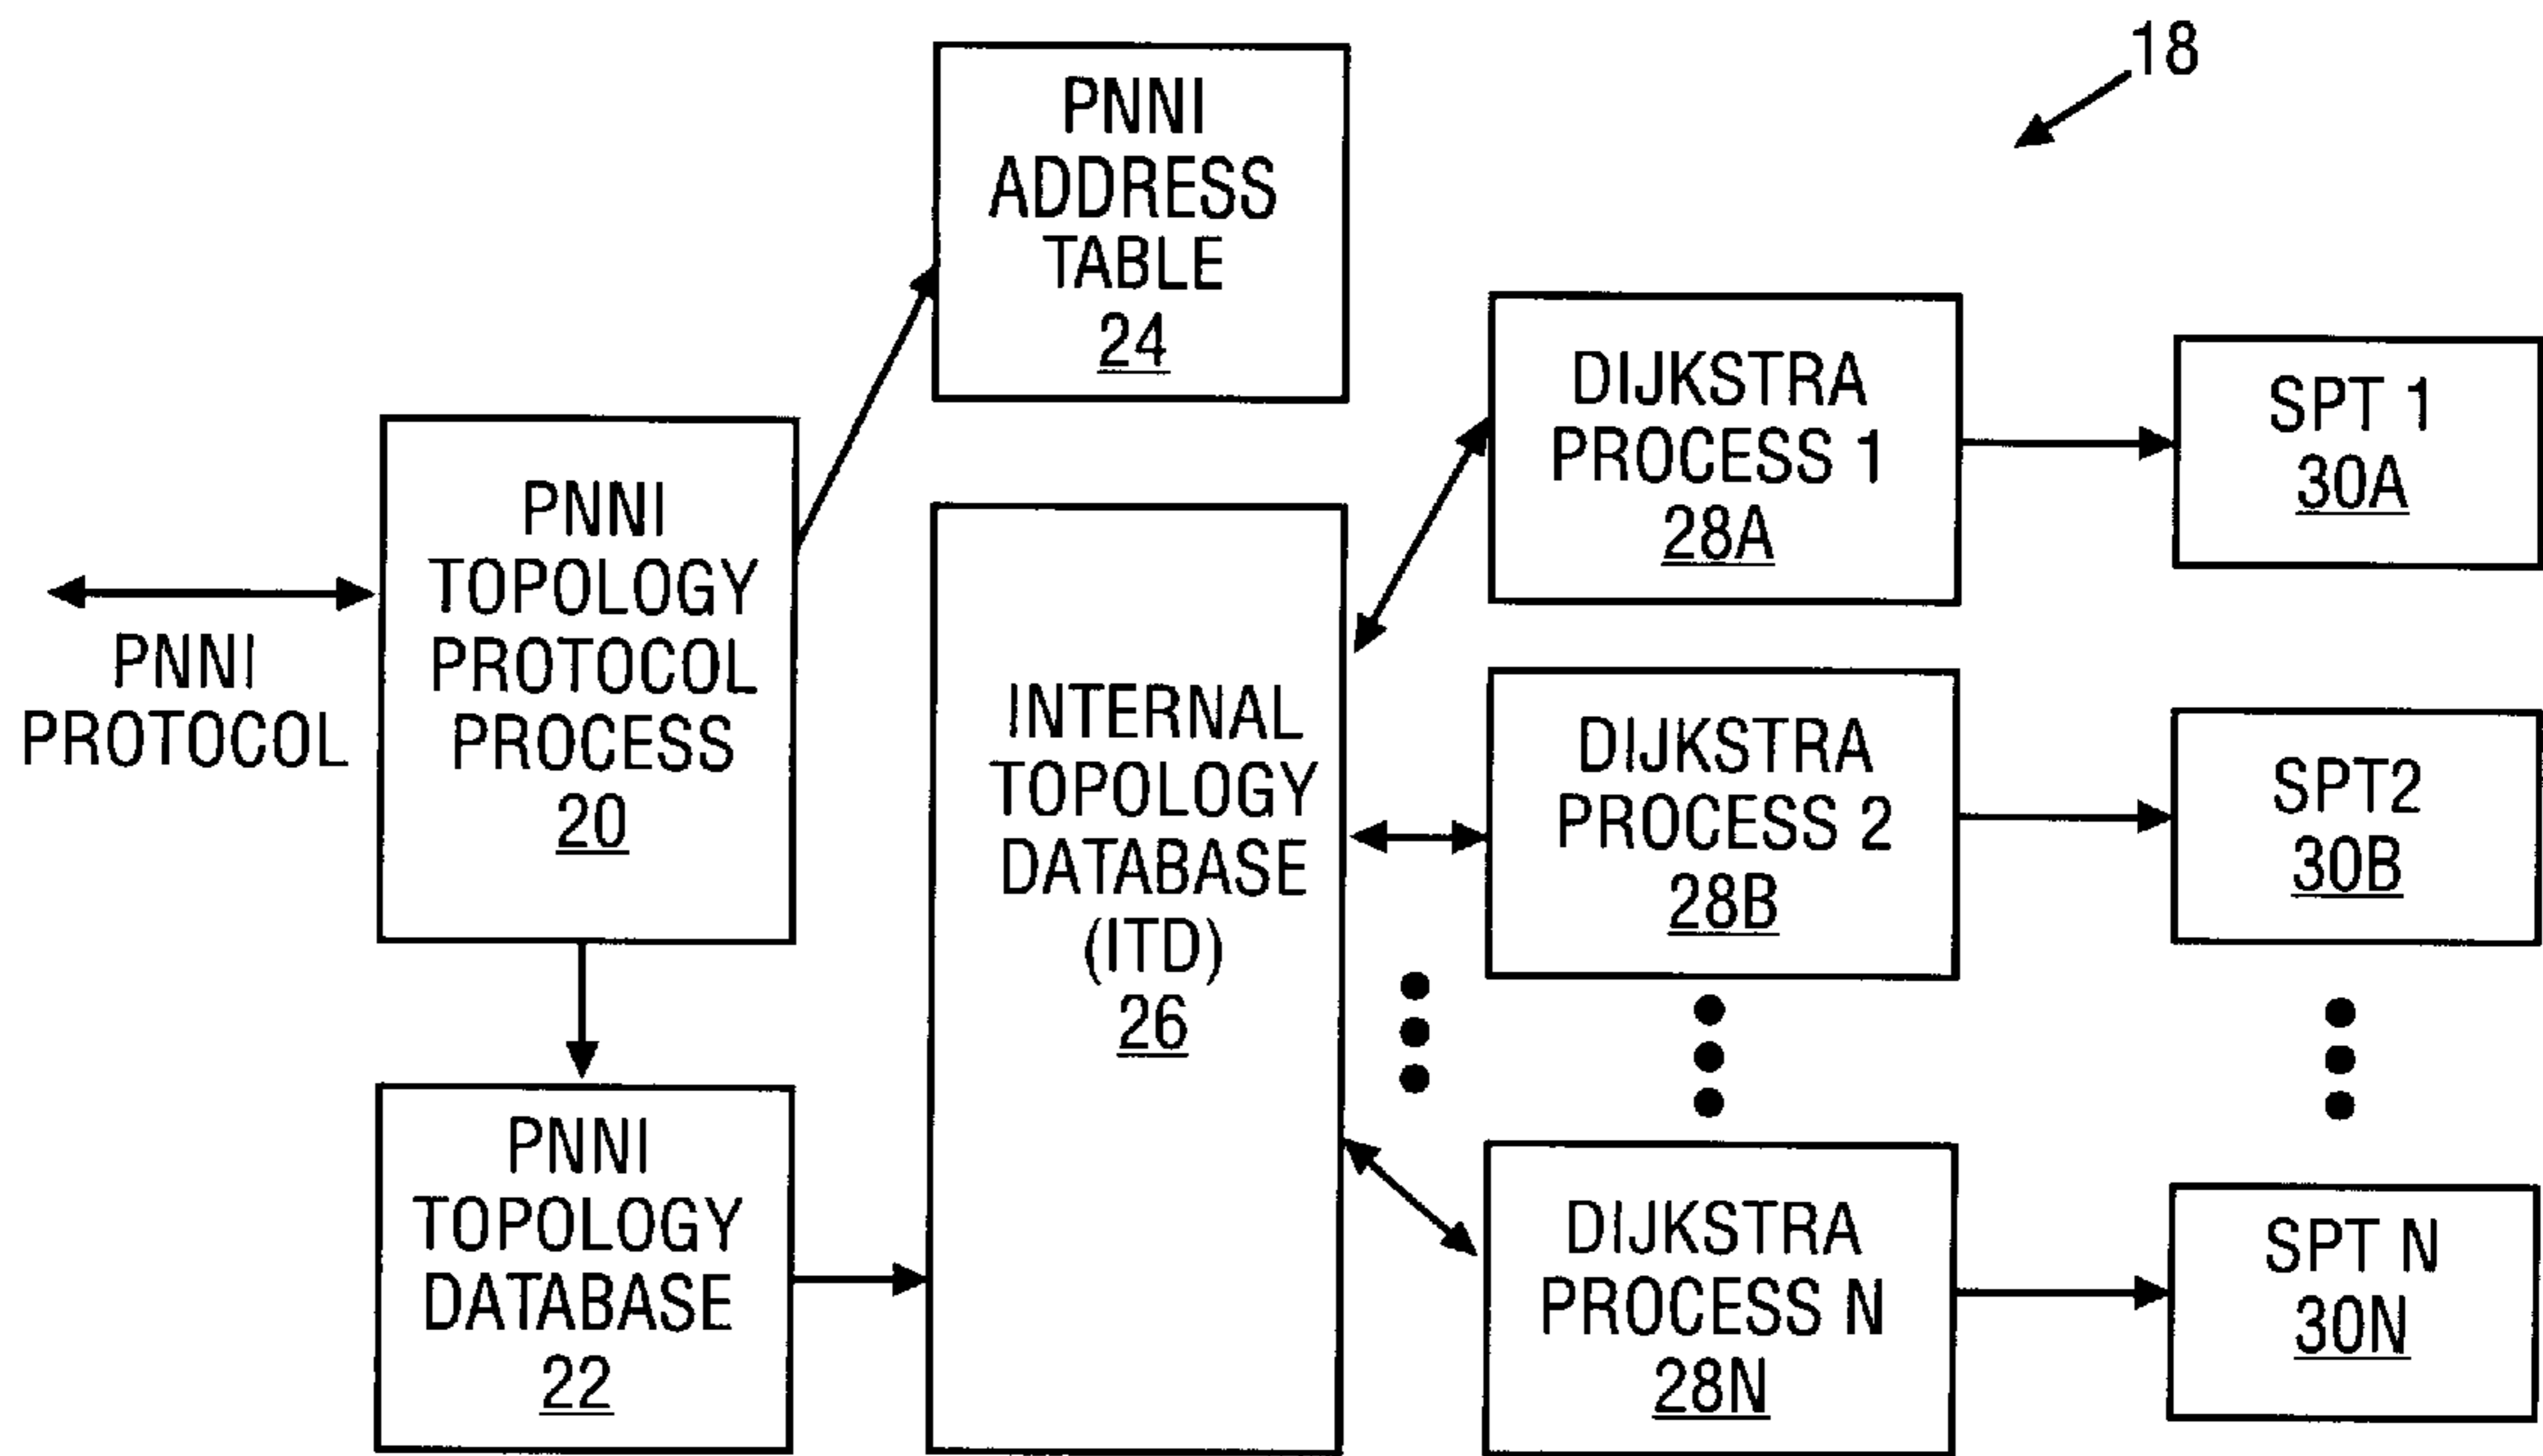 18
PNNI
ADDRESS
TABLE
24
PNNI
TOPOLOGY
PROTOCOL
PROCESS
20
PNNI
PROTOCOL
PNNI
TOPOLOGY
DATABASE
22
INTERNAL
TOPOLOGY
DATABASE
(ITD)
26
DIJKSTRA
PROCESS 1
28A
SPT 1
30A
DIJKSTRA
PROCESS 2
28B
SPT2
30B
DIJKSTRA
PROCESS N
28N
SPT N
30N